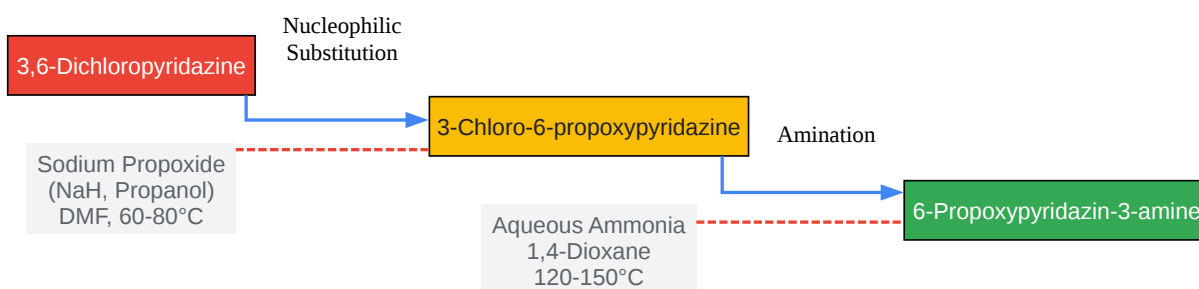 Nucleophilic
Substitution
3,6-Dichloropyridazine
3-Chloro-6-propoxypyridazine
Amination
Sodium Propoxide
(NaH, Propanol)
DMF, 60-80°C
6-Propoxypyridazin-3-amine
Aqueous Ammonia
1,4-Dioxane
120-150°C